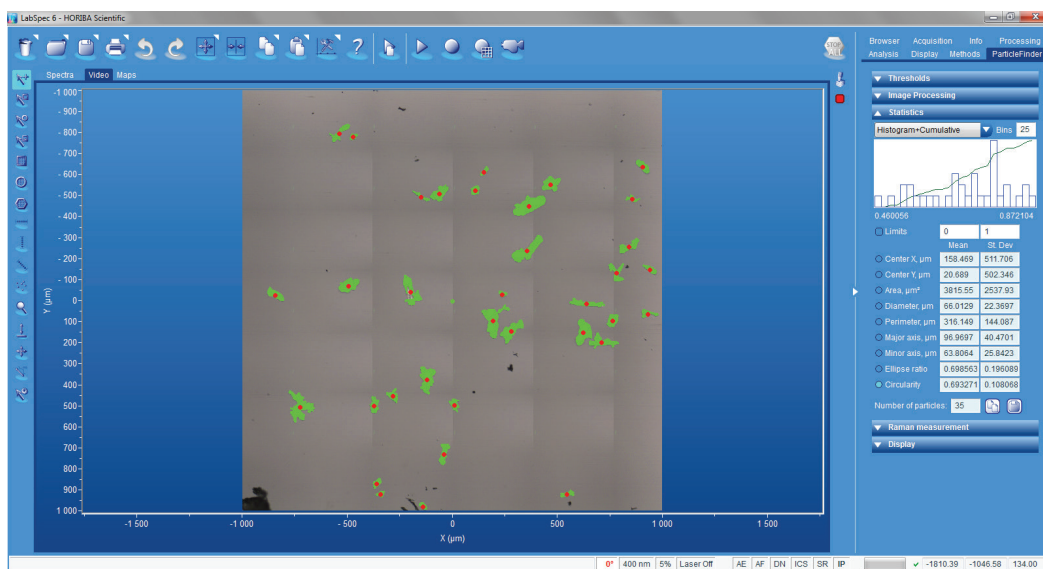 LabSpec 6 - HORIBA Scientific
STOP ALL
Browser Acquisition Info Processing
Analysis Display Methods ParticleFinder
Spectra Video Maps
Thresholds
Image Processing
Statistics
Histogram+Cumulative Bins 25
0.460056 0.872104
Limits 0 1
Mean St. Dev
Center X, µm 158.469 511.706
Center Y, µm 20.689 502.346
Area, µm² 3815.55 2537.93
Diameter, µm 66.0129 22.3697
Perimeter, µm 316.149 144.087
Major axis, µm 96.9697 40.4701
Minor axis, µm 63.8064 25.8423
Ellipse ratio 0.698563 0.196089
Circularity 0.693271 0.108068
Number of particles: 35
Raman measurement
Display
-1 000
-900
-800
-700
-600
-500
-400
-300
-200
-100
0
100
200
300
400
500
600
700
800
900
1 000
Y (µm)
-1 500 -1 000 -500 0 500 1 000 1 500
X (µm)
0° 400 nm 5% Laser Off AE AF DN ICS SR IP -1810.39 -1046.58 134.00